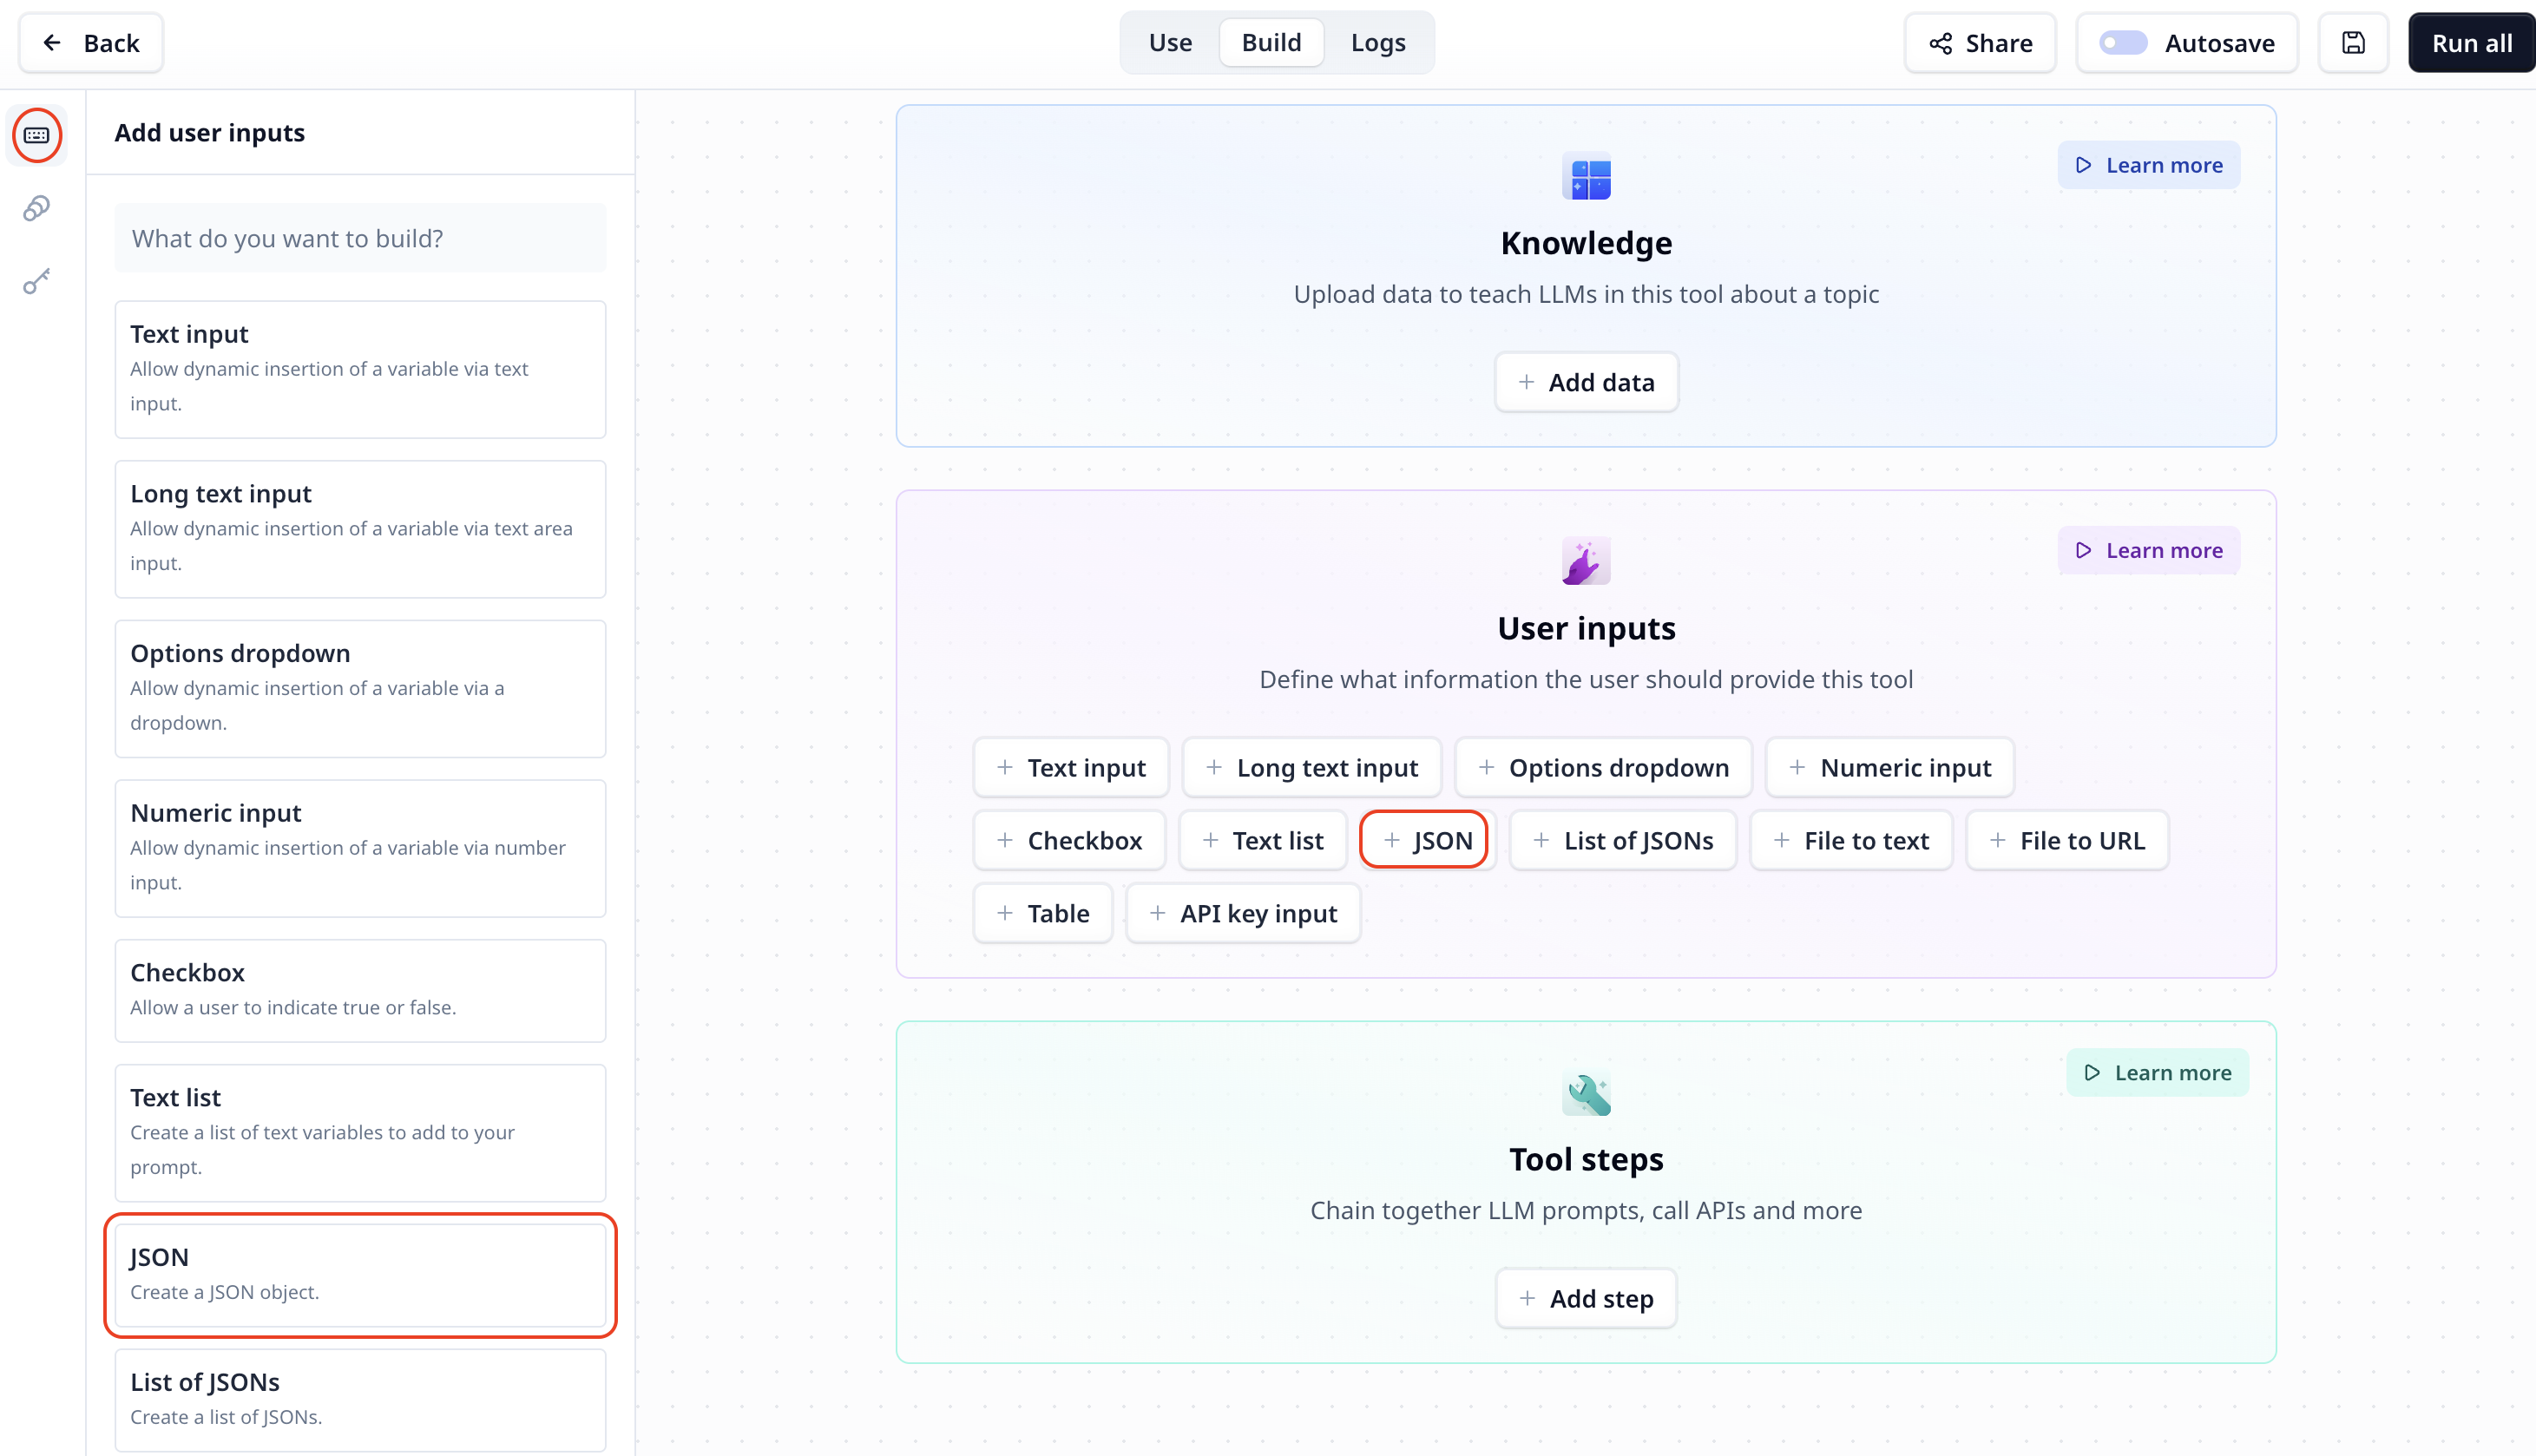 Back
Use
Build
Logs
Share
Autosave
Run all
Add user inputs
What do you want to build?
Text input
Allow dynamic insertion of a variable via text
input.
Long text input
Allow dynamic insertion of a variable via text area
input.
Options dropdown
Allow dynamic insertion of a variable via a
dropdown.
Numeric input
Allow dynamic insertion of a variable via number
input.
Checkbox
Allow a user to indicate true or false.
Text list
Create a list of text variables to add to your
prompt.
JSON
Create a JSON object.
List of JSONs
Create a list of JSONs.
Learn more
Knowledge
Upload data to teach LLMs in this tool about a topic
Add data
Learn more
User inputs
Define what information the user should provide this tool
Text input
Long text input
Options dropdown
Numeric input
Checkbox
Text list
JSON
List of JSONs
File to text
File to URL
Table
API key input
Learn more
Tool steps
Chain together LLM prompts, call APIs and more
Add step